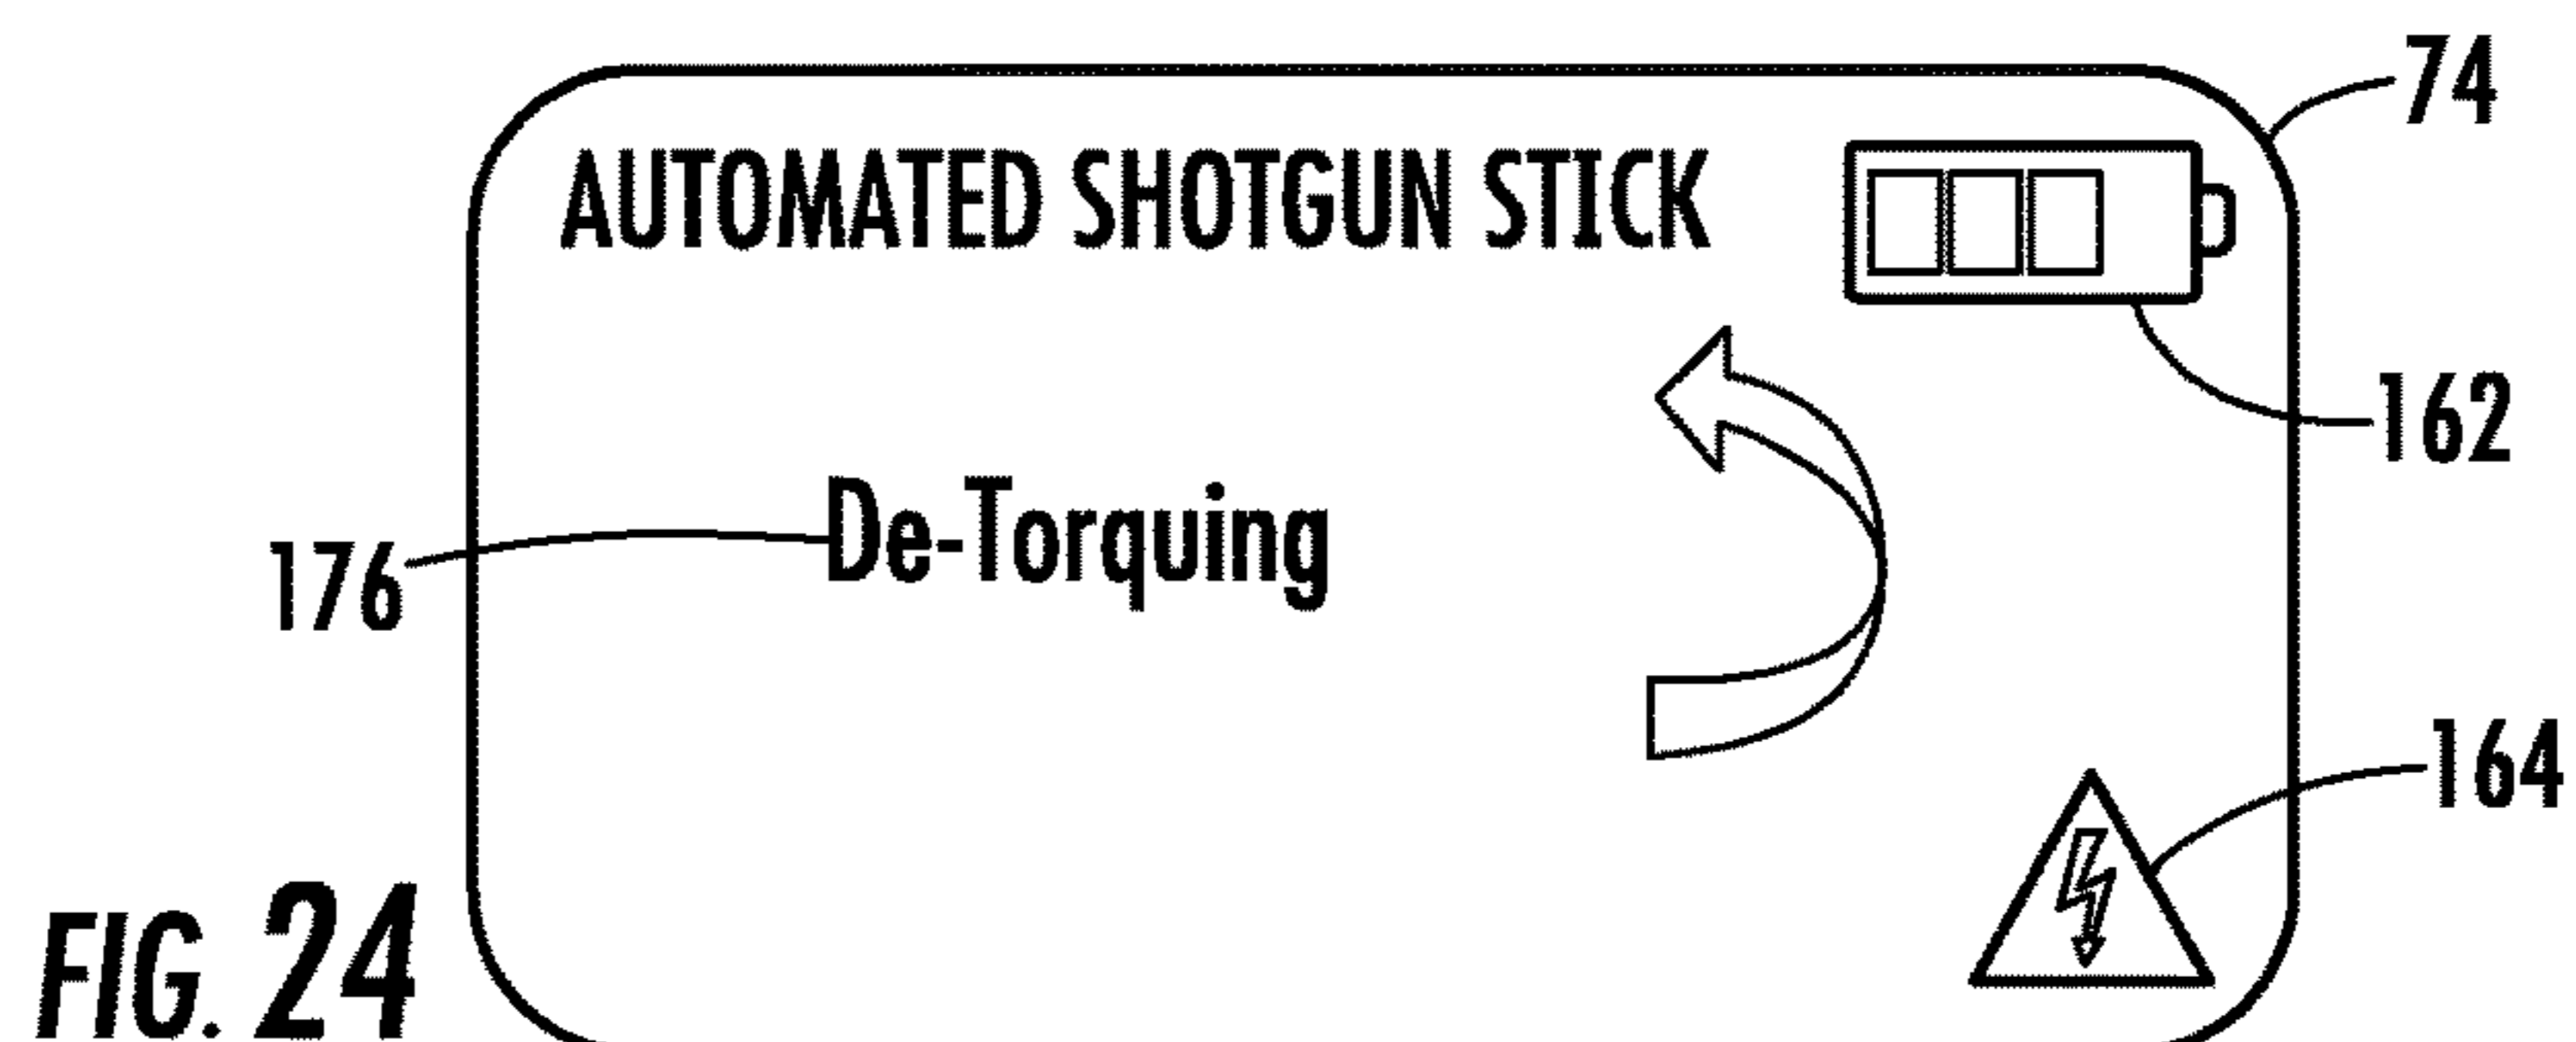 74
AUTOMATED SHOTGUN STICK
162
De-Torquing
176
164
FIG. 24